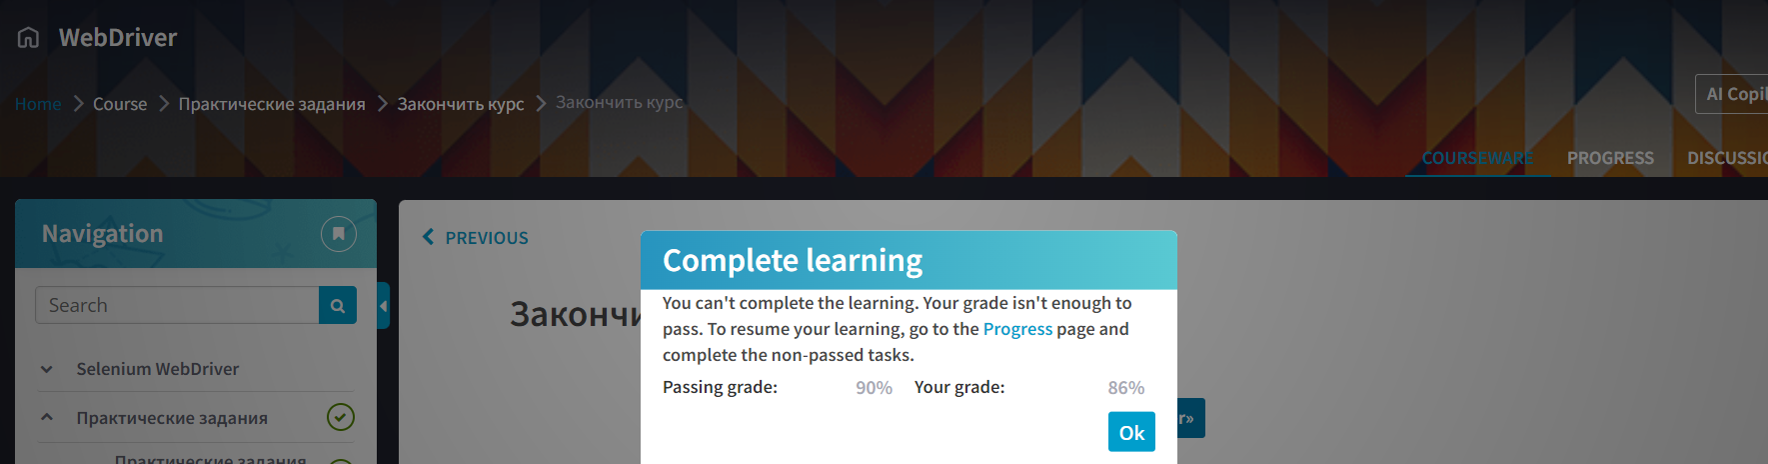 WebDriver
Home > Course > Практические задания > Закончить курс > Закончить курс
AI Copil
COURSEWARE PROGRESS DISCUSSIO
Navigation
PREVIOUS
Search
Закончи
Complete learning
You can't complete the learning. Your grade isn't enough to
pass. To resume your learning, go to the Progress page and
complete the non-passed tasks.
Passing grade: 90% Your grade: 86%
r»
Ok
Selenium WebDriver
Практические задания
Практические задания